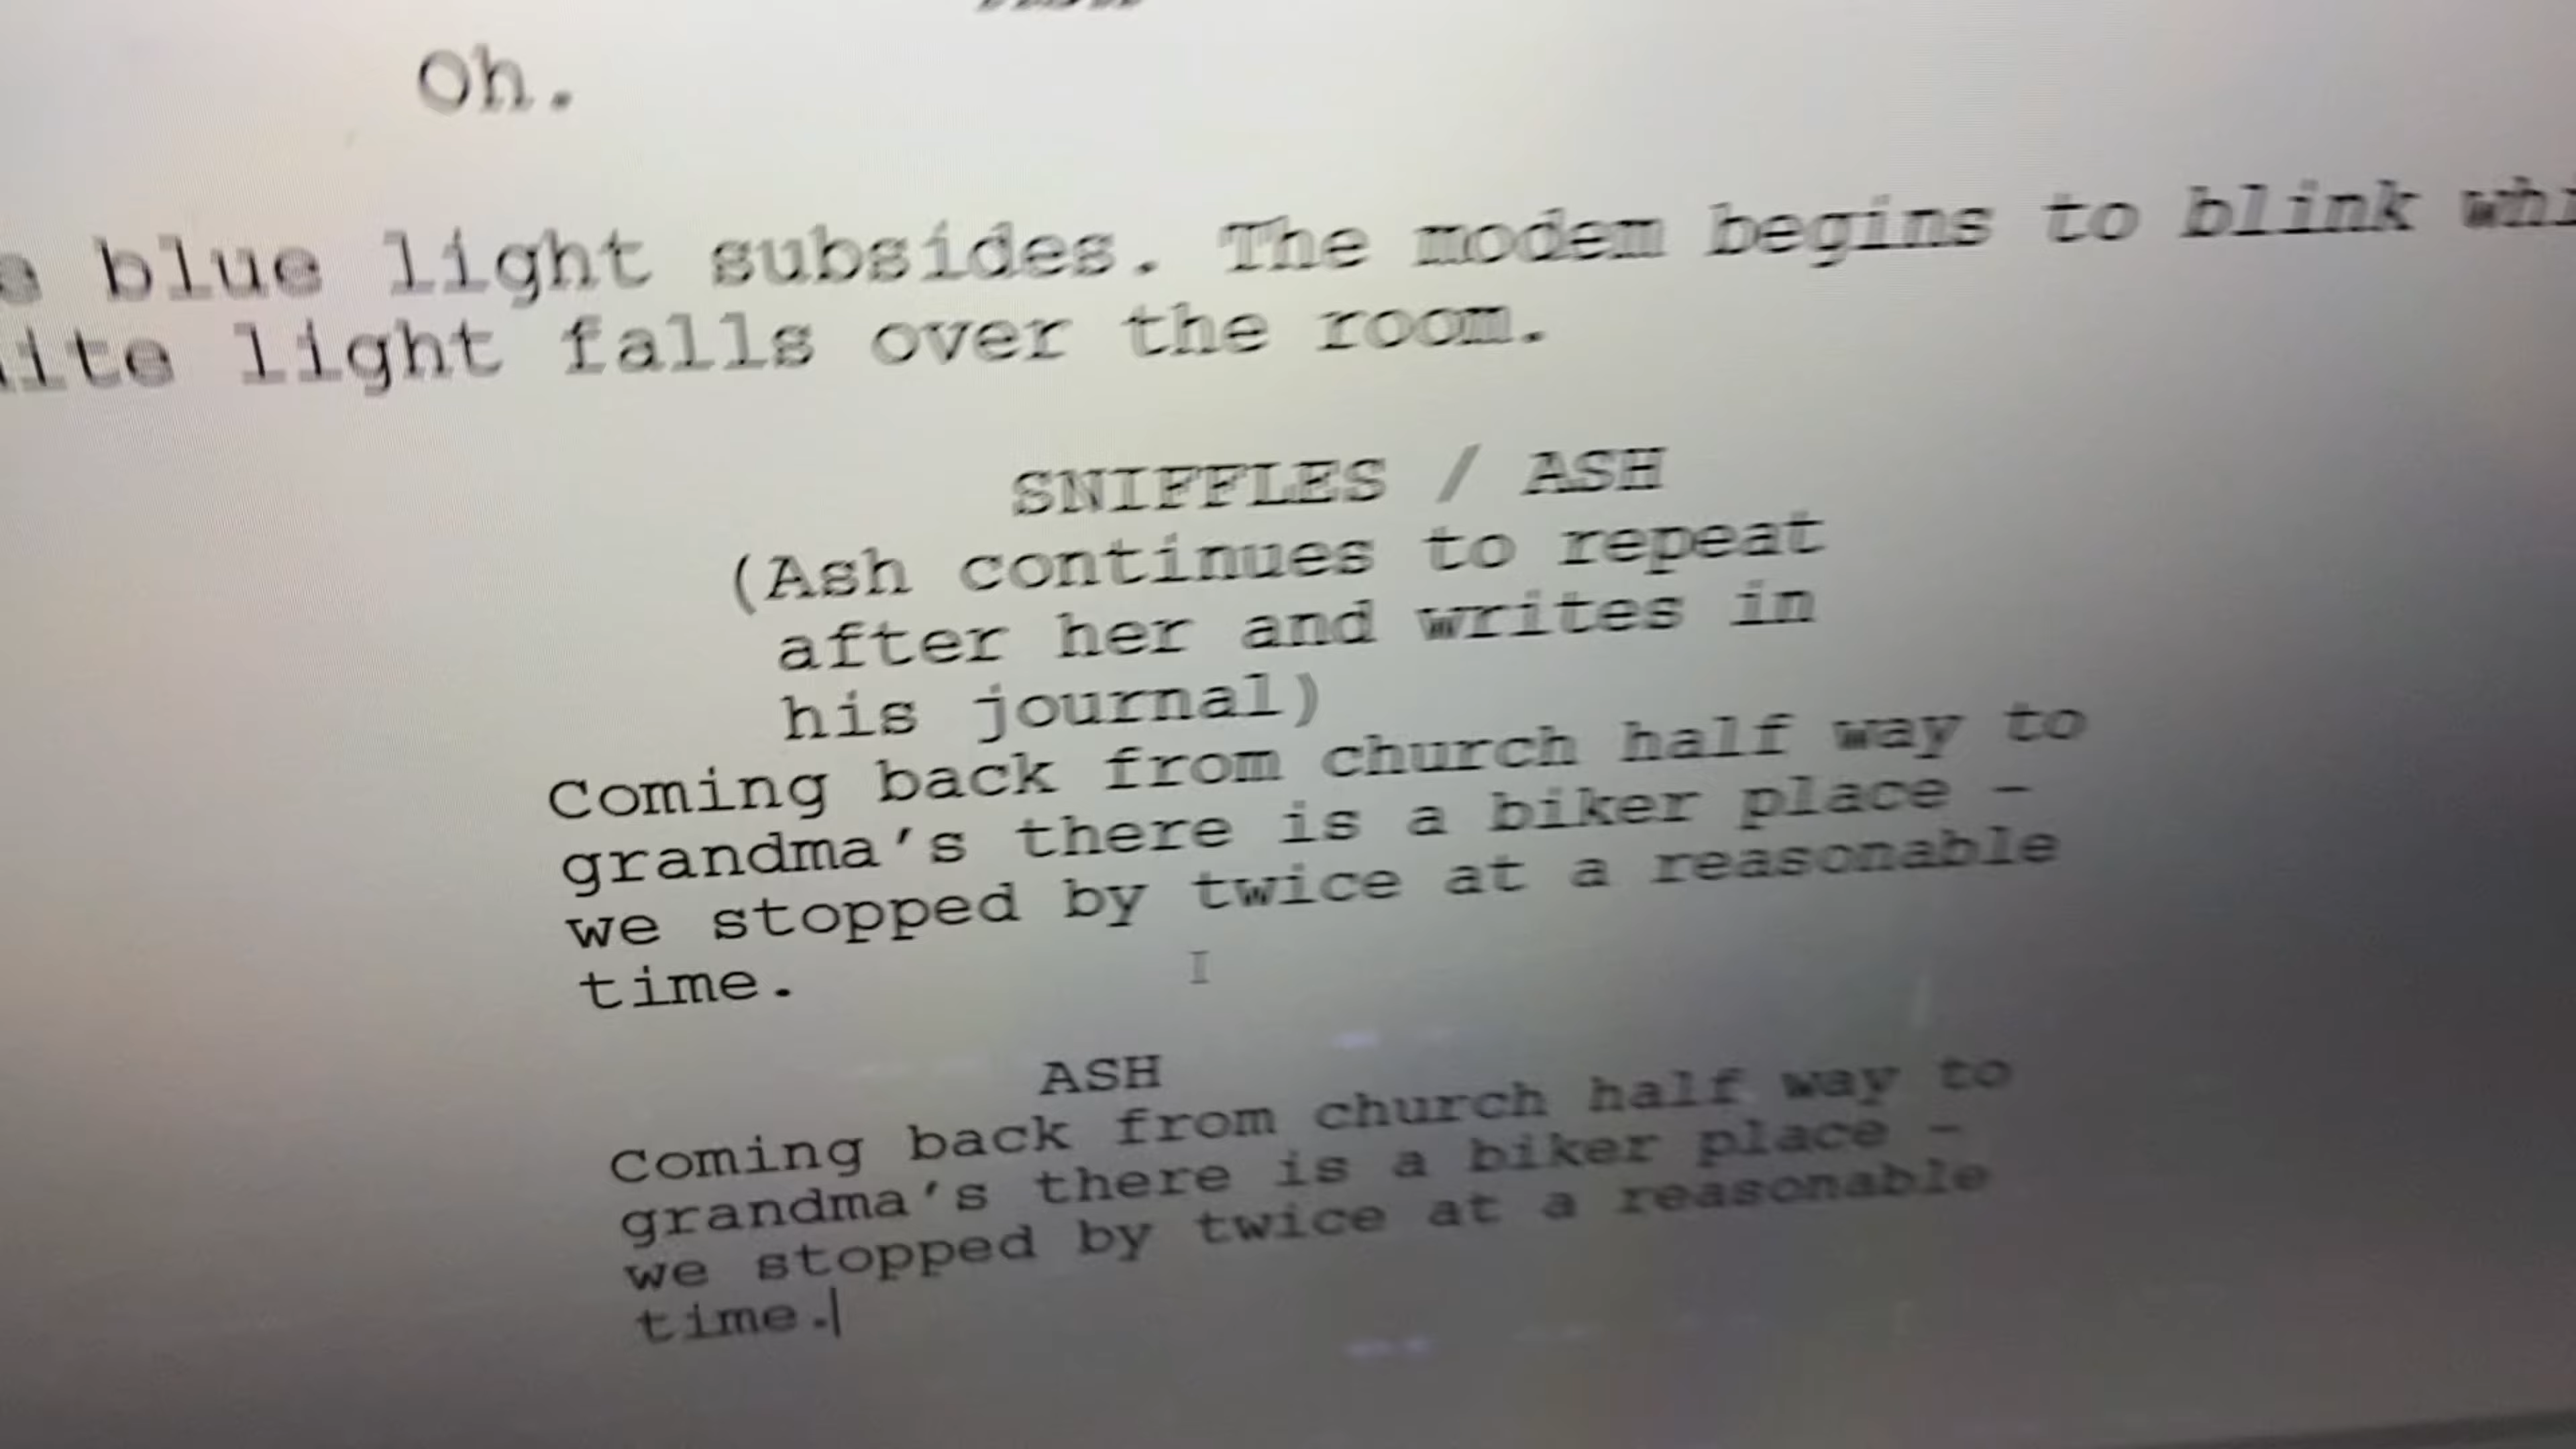 Oh.
blue light subsides. The modem begins to blink
light falls over the room.
SNIFFLES / ASH
(Ash continues to repeat
after her and writes in
his journal)
Coming back from church half way to
grandma's there is a biker place -
we stopped by twice at a reasonable
time.
ASH
Coming back from church half way to
grandma's there is a biker place -
we stopped by twice at a reasonable
time.